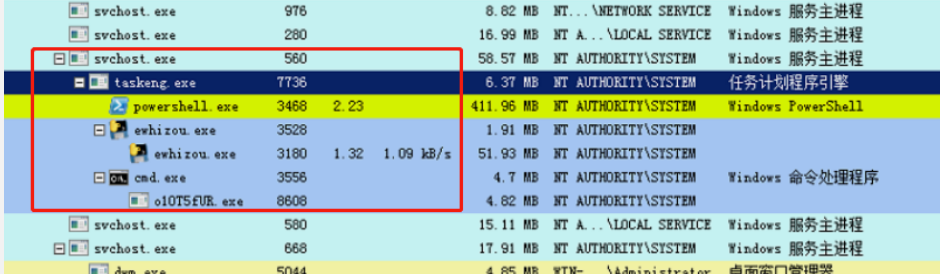 svchost.exe 976 8.82 MB NT...\NETWORK SERVICE Windows 服务主进程
svchost.exe 280 16.99 MB NT A...\LOCAL SERVICE Windows 服务主进程
svchost.exe 560 58.57 MB NT AUTHORITY\SYSTEM Windows 服务主进程
taskeng.exe 7736 6.37 MB NT AUTHORITY\SYSTEM 任务计划程序引擎
powershell.exe 3468 2.23 411.96 MB NT AUTHORITY\SYSTEM Windows PowerShell
ewhizou.exe 3528 1.91 MB NT AUTHORITY\SYSTEM
ewhizou.exe 3180 1.32 1.09 kB/s 51.93 MB NT AUTHORITY\SYSTEM
cmd.exe 3556 4.7 MB NT AUTHORITY\SYSTEM Windows 命令处理程序
o10T5fUR.exe 8608 4.82 MB NT AUTHORITY\SYSTEM
svchost.exe 580 15.11 MB NT A...\LOCAL SERVICE Windows 服务主进程
svchost.exe 668 17.91 MB NT AUTHORITY\SYSTEM Windows 服务主进程
dwm.exe 5044 4.85 MB WIN-...\Administrator 桌面窗口管理器